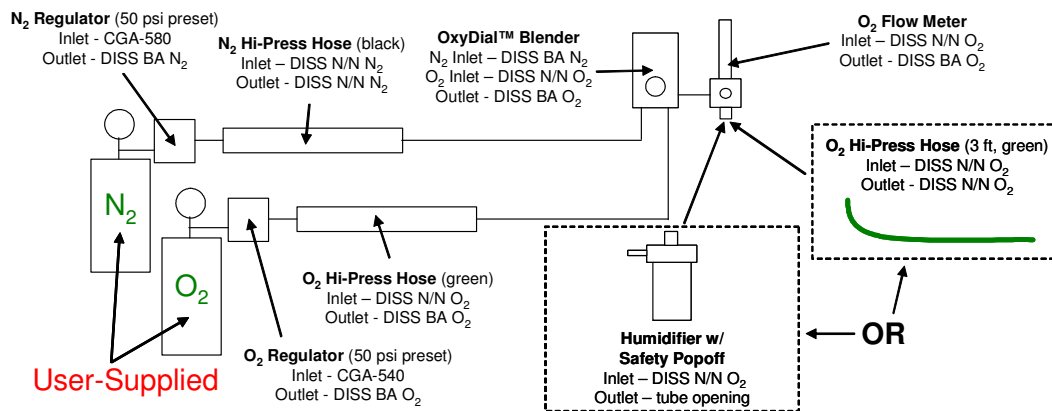 N2 Regulator (50 psi preset)
Inlet - CGA-580
Outlet - DISS BA N2
N2 Hi-Press Hose (black)
Inlet – DISS N/N N2
Outlet - DISS N/N N2
OxyDial™ Blender
N2 Inlet – DISS BA N2
O2 Inlet – DISS N/N O2
Outlet - DISS BA O2
O2 Flow Meter
Inlet – DISS N/N O2
Outlet - DISS BA O2
O2 Hi-Press Hose (3 ft, green)
Inlet – DISS N/N O2
Outlet - DISS N/N O2
N2
O2
O2 Hi-Press Hose (green)
Inlet – DISS N/N O2
Outlet - DISS BA O2
O2 Regulator (50 psi preset)
Inlet - CGA-540
Outlet - DISS BA O2
User-Supplied
Humidifier w/
Safety Popoff
Inlet – DISS N/N O2
Outlet – tube opening
OR